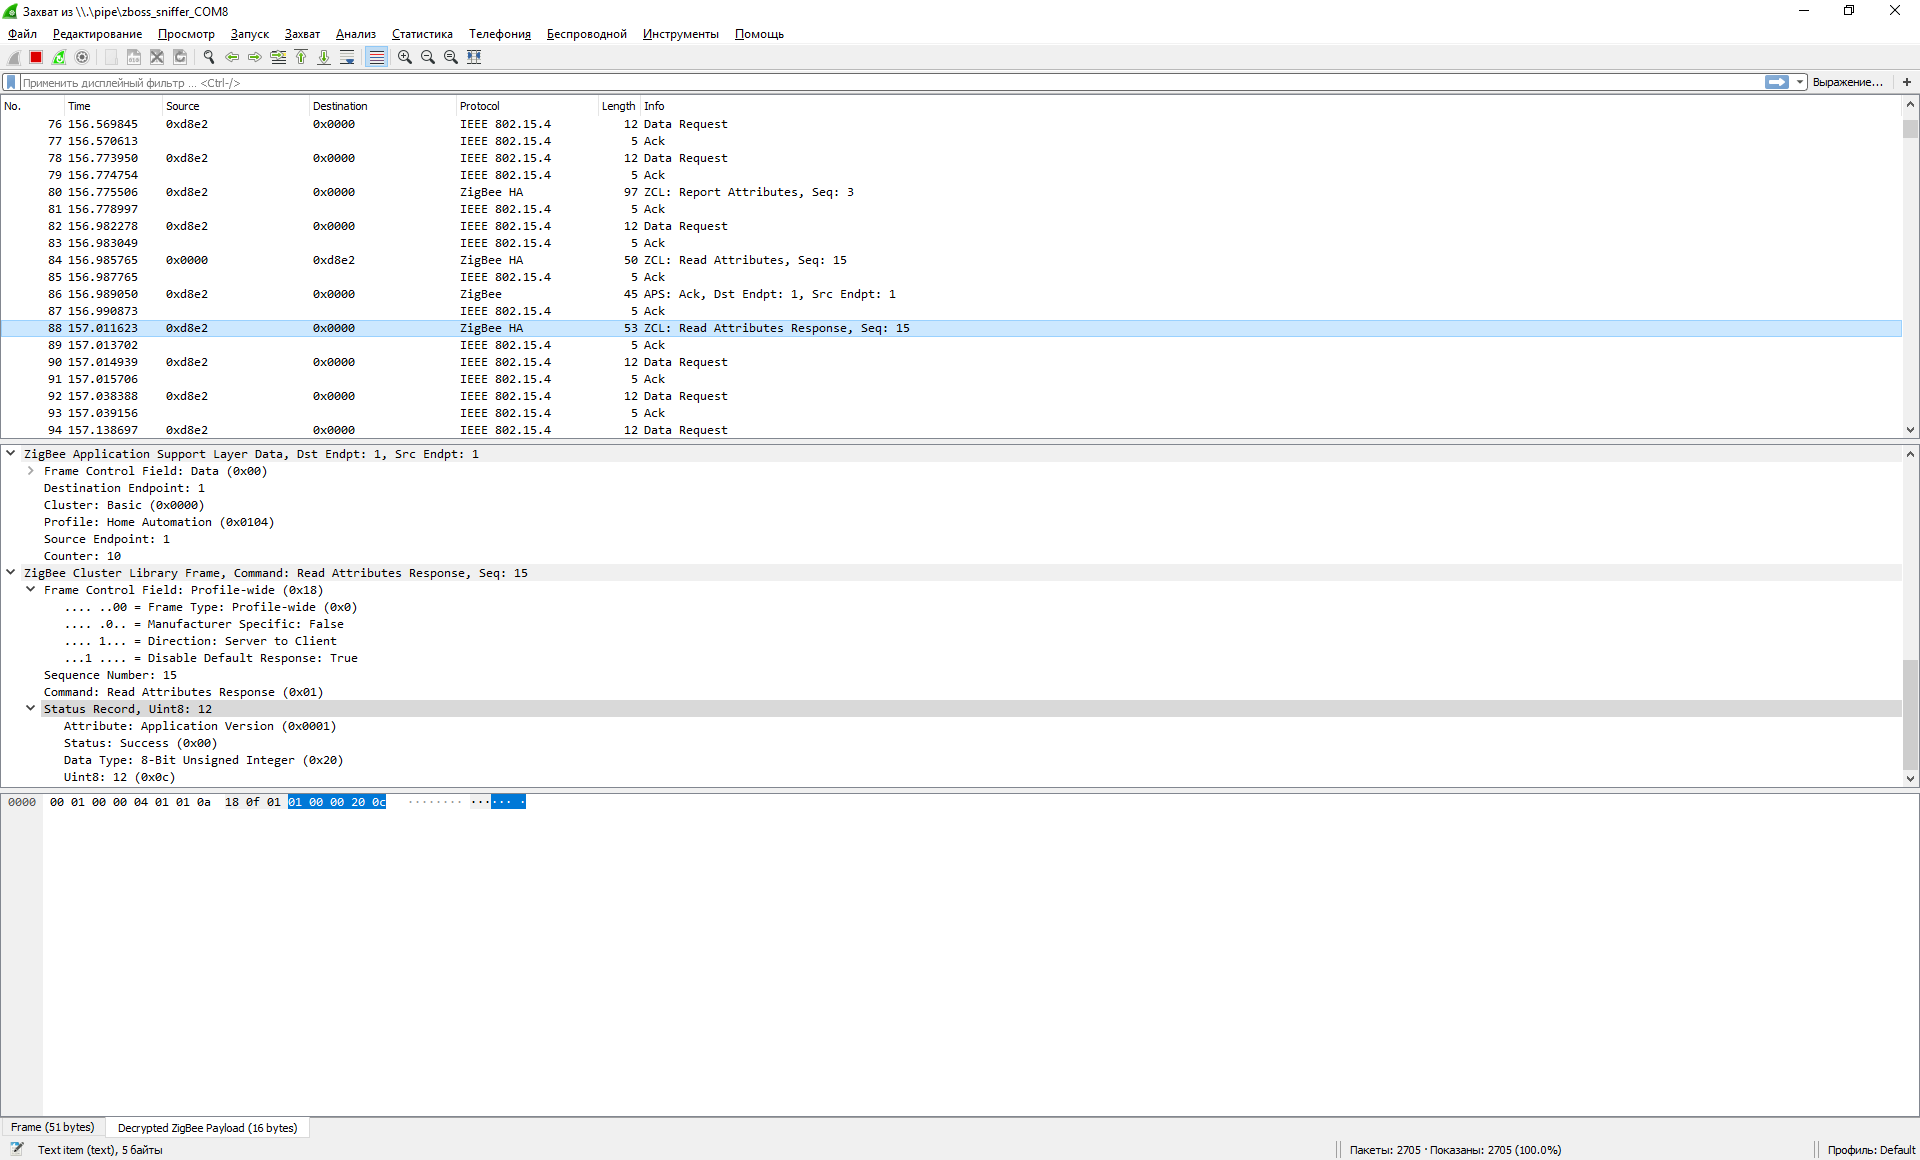 Захват из \\.\pipe\zboss_sniffer_COM8
Файл Редактирование Просмотр Запуск Захват Анализ Статистика Телефония Беспроводной Инструменты Помощь
Применить дисплейный фильтр ... <Ctrl-/> Выражение… +
No. Time Source Destination Protocol Length Info
76 156.569845 0xd8e2 0x0000 IEEE 802.15.4 12 Data Request
77 156.570613 IEEE 802.15.4 5 Ack
78 156.773950 0xd8e2 0x0000 IEEE 802.15.4 12 Data Request
79 156.774754 IEEE 802.15.4 5 Ack
80 156.775506 0xd8e2 0x0000 ZigBee HA 97 ZCL: Report Attributes, Seq: 3
81 156.778997 IEEE 802.15.4 5 Ack
82 156.982278 0xd8e2 0x0000 IEEE 802.15.4 12 Data Request
83 156.983049 IEEE 802.15.4 5 Ack
84 156.985765 0x0000 0xd8e2 ZigBee HA 50 ZCL: Read Attributes, Seq: 15
85 156.987765 IEEE 802.15.4 5 Ack
86 156.989050 0xd8e2 0x0000 ZigBee 45 APS: Ack, Dst Endpt: 1, Src Endpt: 1
87 156.990873 IEEE 802.15.4 5 Ack
88 157.011623 0xd8e2 0x0000 ZigBee HA 53 ZCL: Read Attributes Response, Seq: 15
89 157.013702 IEEE 802.15.4 5 Ack
90 157.014939 0xd8e2 0x0000 IEEE 802.15.4 12 Data Request
91 157.015706 IEEE 802.15.4 5 Ack
92 157.038388 0xd8e2 0x0000 IEEE 802.15.4 12 Data Request
93 157.039156 IEEE 802.15.4 5 Ack
94 157.138697 0xd8e2 0x0000 IEEE 802.15.4 12 Data Request
ZigBee Application Support Layer Data, Dst Endpt: 1, Src Endpt: 1
Frame Control Field: Data (0x00)
Destination Endpoint: 1
Cluster: Basic (0x0000)
Profile: Home Automation (0x0104)
Source Endpoint: 1
Counter: 10
ZigBee Cluster Library Frame, Command: Read Attributes Response, Seq: 15
Frame Control Field: Profile-wide (0x18)
.... ..00 = Frame Type: Profile-wide (0x0)
.... .0.. = Manufacturer Specific: False
.... 1... = Direction: Server to Client
...1 .... = Disable Default Response: True
Sequence Number: 15
Command: Read Attributes Response (0x01)
Status Record, Uint8: 12
Attribute: Application Version (0x0001)
Status: Success (0x00)
Data Type: 8-Bit Unsigned Integer (0x20)
Uint8: 12 (0x0c)
0000 00 01 00 00 04 01 01 0a 18 0f 01 01 00 00 20 0c ········ ······ ·
Frame (51 bytes) Decrypted ZigBee Payload (16 bytes)
Text item (text), 5 байты Пакеты: 2705 · Показаны: 2705 (100.0%) Профиль: Default